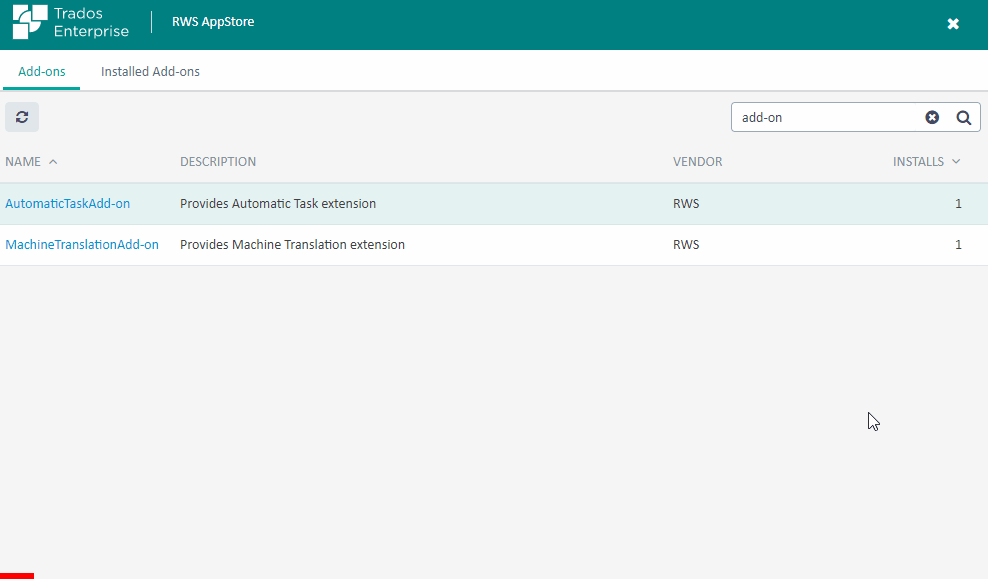 Trados
Enterprise
RWS AppStore
Add-ons Installed Add-ons
add-on
NAME DESCRIPTION VENDOR INSTALLS
AutomaticTaskAdd-on Provides Automatic Task extension RWS 1
MachineTranslationAdd-on Provides Machine Translation extension RWS 1